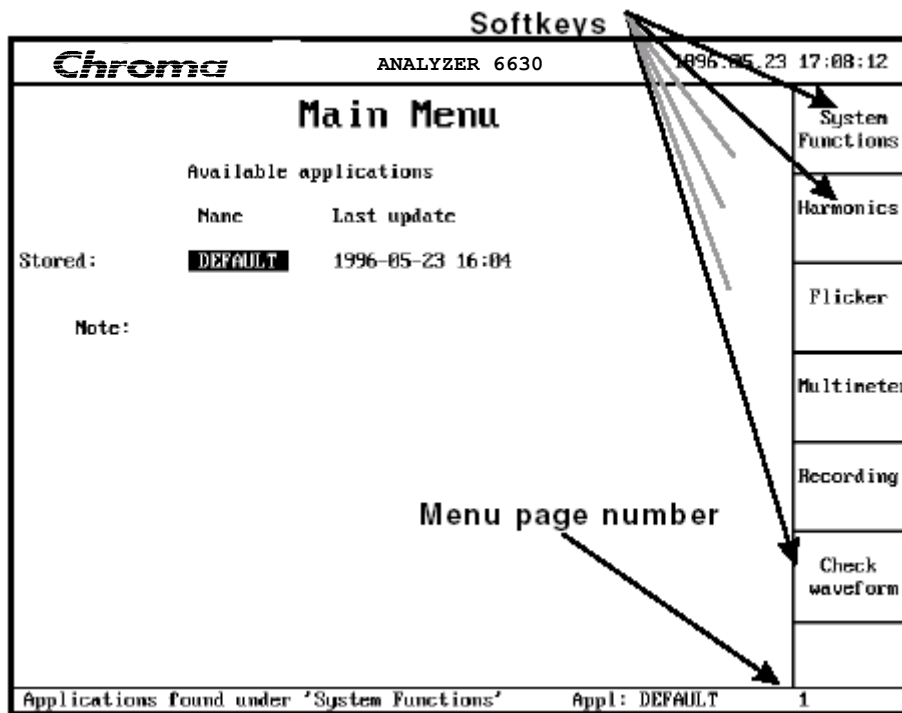 Softkeys
Chroma ANALYZER 6630 1996.05.23 17:08:12
Main Menu
System
Functions
Available applications
Name Last update
Harmonics
Stored: DEFAULT 1996-05-23 16:04
Flicker
Note:
Multimeter
Recording
Menu page number
Check
waveform
Applications found under 'System Functions' Appl: DEFAULT 1